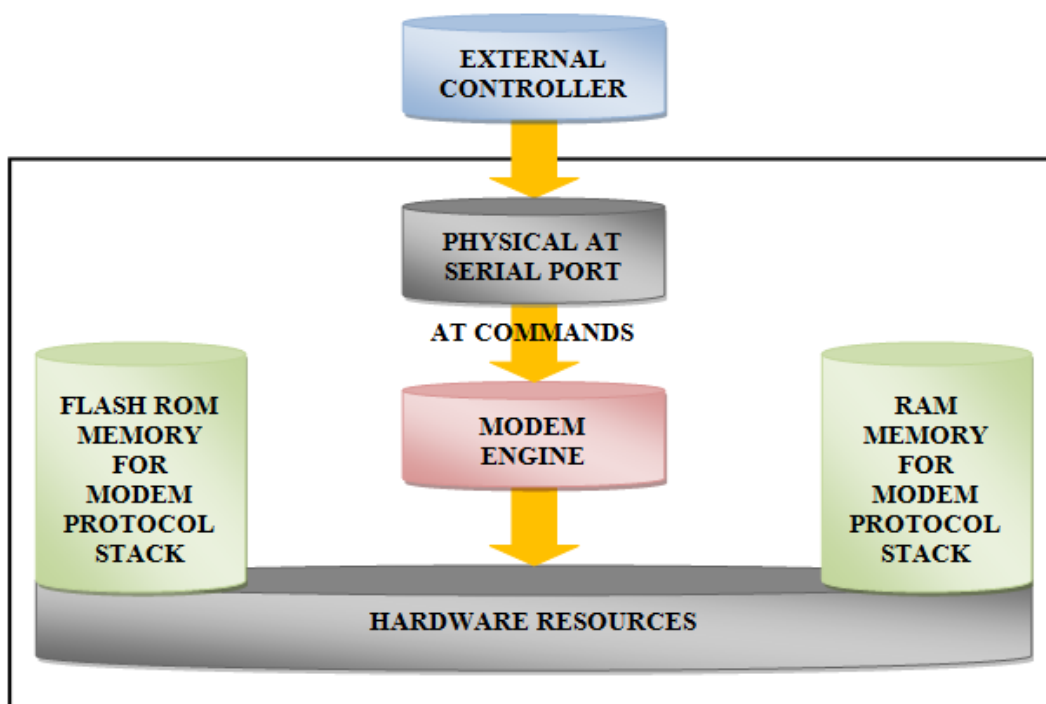 EXTERNAL
CONTROLLER
PHYSICAL AT
SERIAL PORT
AT COMMANDS
FLASH ROM
MEMORY
FOR
MODEM
PROTOCOL
STACK
MODEM
ENGINE
RAM
MEMORY
FOR
MODEM
PROTOCOL
STACK
HARDWARE RESOURCES